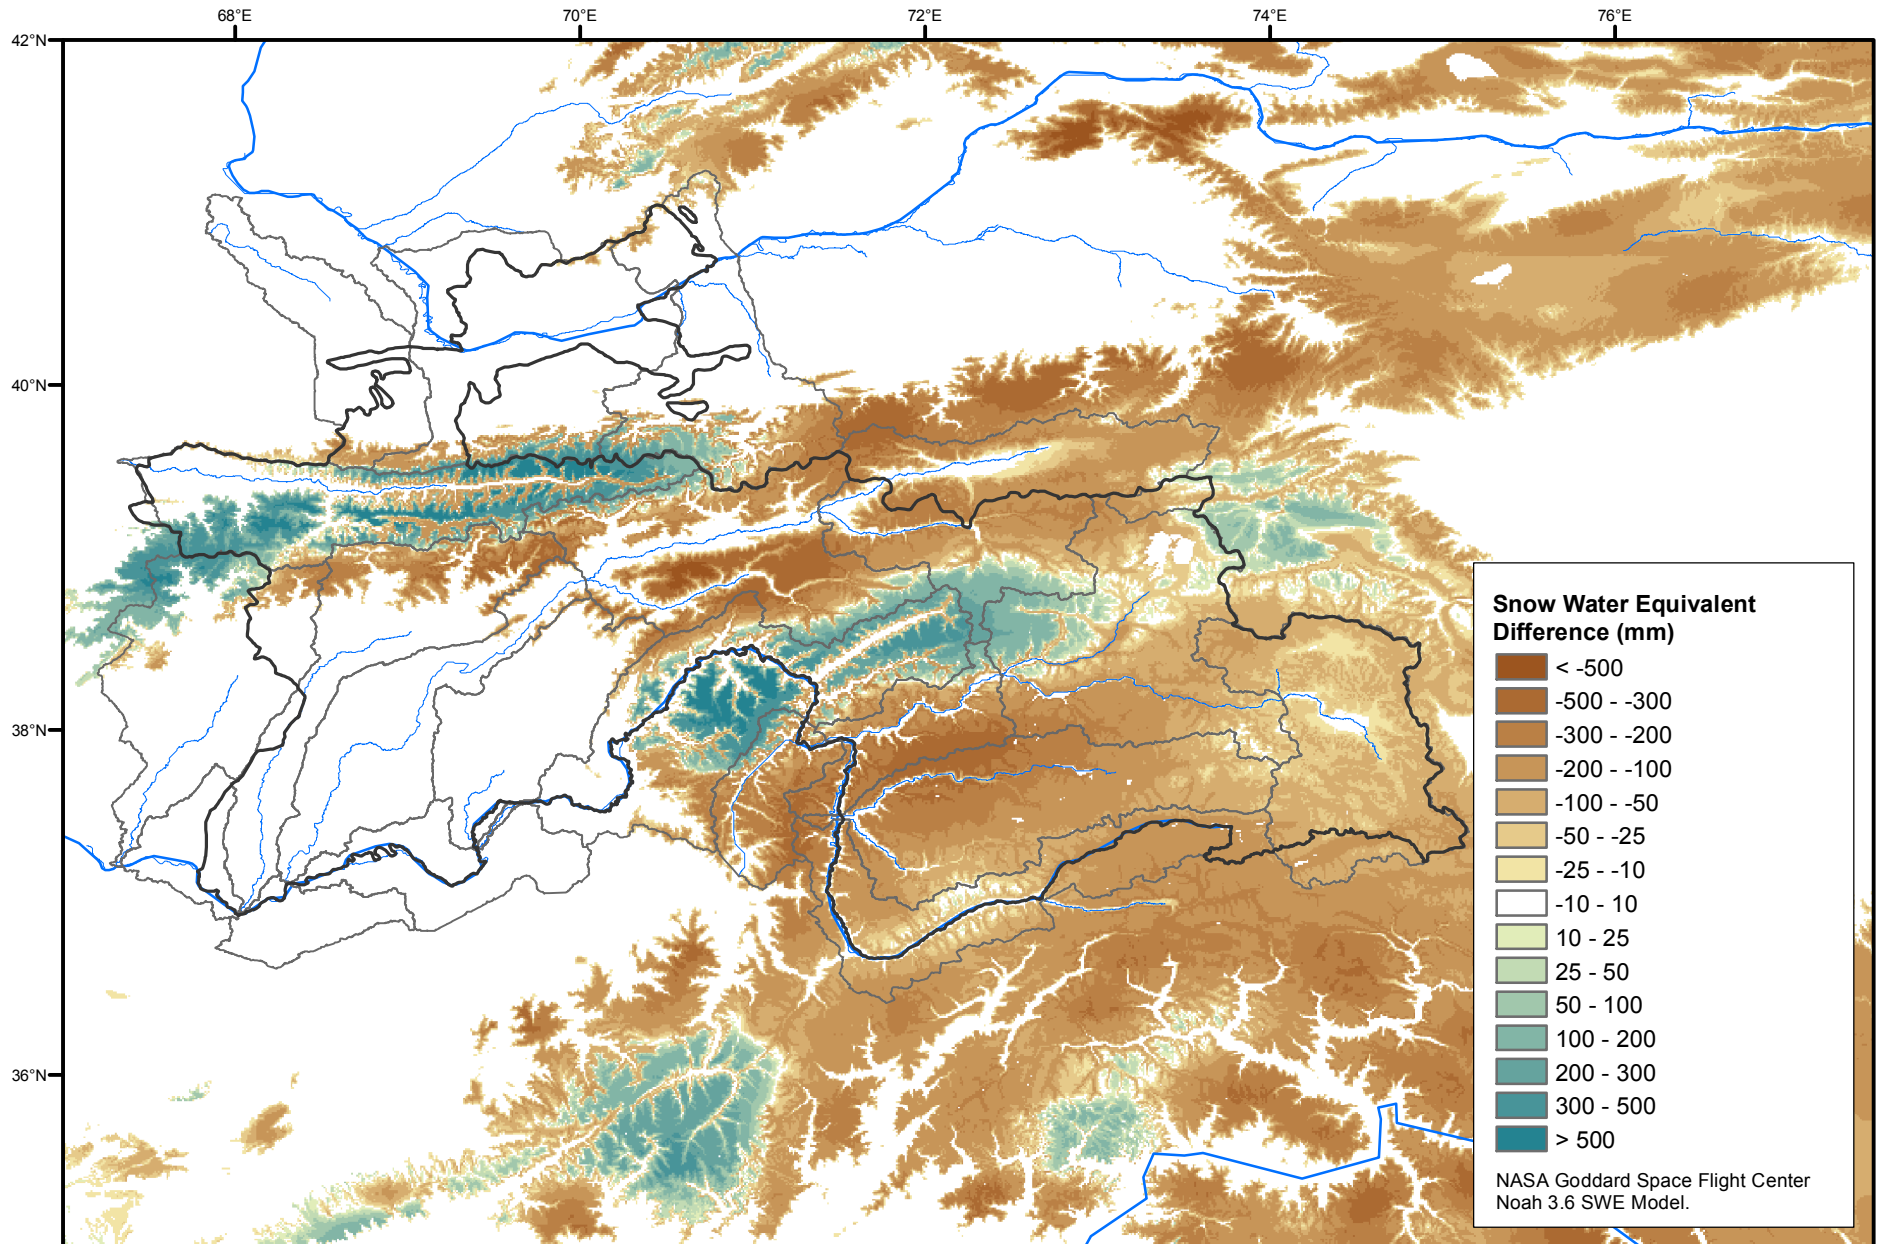 68°E
70°E
72°E
74°E
76°E
42°N
40°N
38°N
36°N
Snow Water Equivalent
Difference (mm)
< -500
-500 - -300
-300 - -200
-200 - -100
-100 - -50
-50 - -25
-25 - -10
-10 - 10
10 - 25
25 - 50
50 - 100
100 - 200
200 - 300
300 - 500
> 500
NASA Goddard Space Flight Center
Noah 3.6 SWE Model.